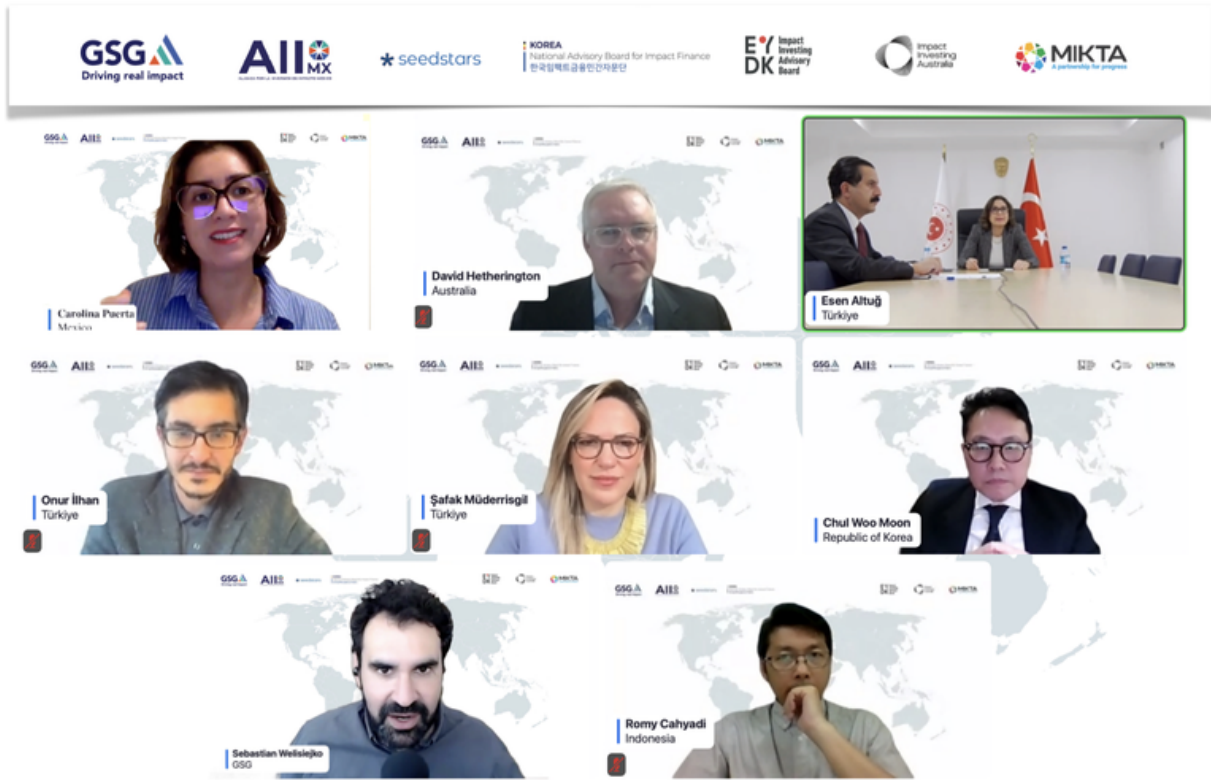 GSG
Driving real impact
AII MX
seedstars
KOREA
National Advisory Board for Impact Finance
한국임팩트금융민간자문단
EYDK
Impact
Investing
Advisory
Board
Impact
Investing
Australia
MIKTA
A partnership for progress
Carolina Puerta
Mexico
David Hetherington
Australia
Esen Altuğ
Türkiye
Onur İlhan
Türkiye
Şafak Müderrisgil
Türkiye
Chul Woo Moon
Republic of Korea
Sebastian Welisiejko
GSG
Romy Cahyadi
Indonesia